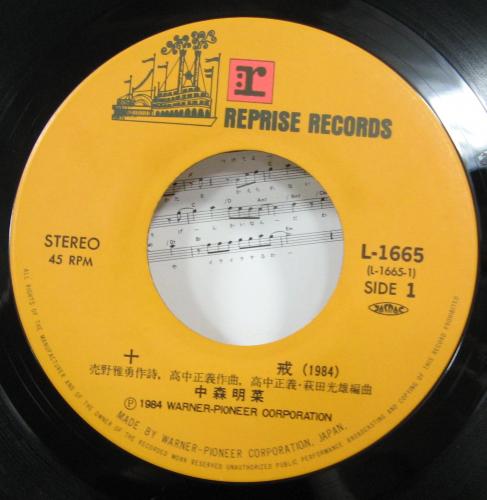 r
REPRISE RECORDS
STEREO
45 RPM
L-1665
(L-1665-1)
SIDE 1
JASRAC
十戒 (1984)
売野雅勇作詩, 高中正義作曲, 高中正義・萩田光雄編曲
中森明菜
Ⓟ 1984 WARNER-PIONEER CORPORATION
MADE BY WARNER-PIONEER CORPORATION, JAPAN.
ALL RIGHTS OF THE MANUFACTURER AND OF THE OWNER OF THE RECORDED WORK RESERVED UNAUTHORIZED PUBLIC PERFORMANCE BROADCASTING AND COPYING OF THIS RECORD PROHIBITED